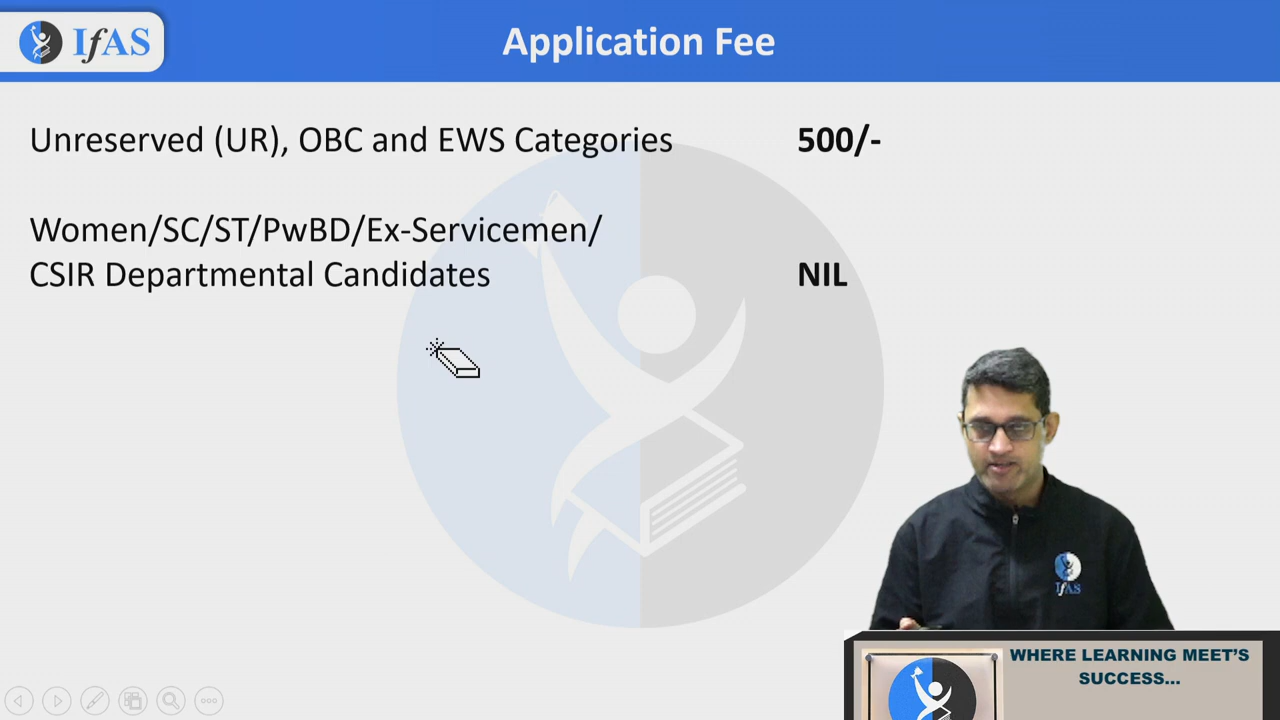 IfAS
Application Fee
Unreserved (UR), OBC and EWS Categories 500/-
Women/SC/ST/PwBD/Ex-Servicemen/
CSIR Departmental Candidates NIL
IfAS
WHERE LEARNING MEET'S
SUCCESS...